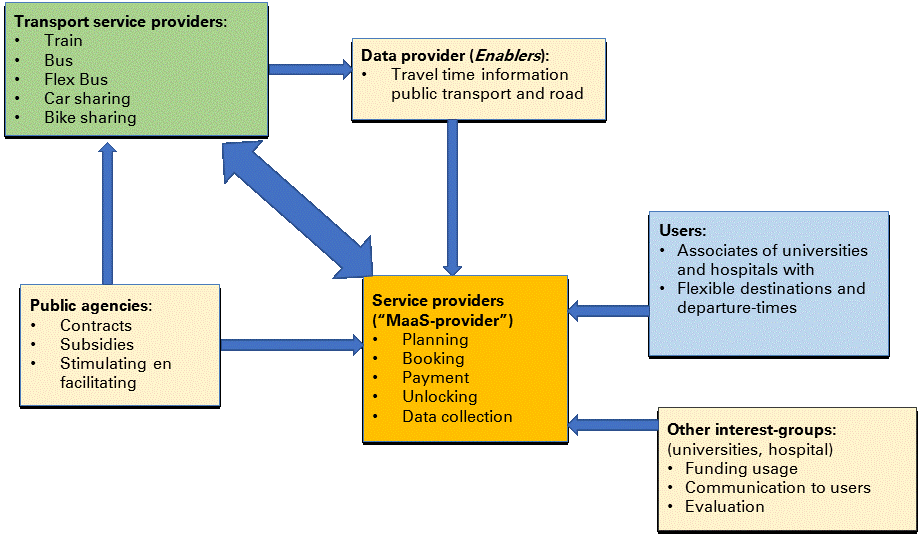 Transport service providers:
• Train
• Bus
• Flex Bus
• Car sharing
• Bike sharing
Data provider (Enablers):
• Travel time information
public transport and road
Users:
• Associates of universities
and hospitals with
• Flexible destinations and
departure-times
Public agencies:
• Contracts
• Subsidies
• Stimulating en
facilitating
Service providers
(“MaaS-provider”)
• Planning
• Booking
• Payment
• Unlocking
• Data collection
Other interest-groups:
(universities, hospital)
• Funding usage
• Communication to users
• Evaluation